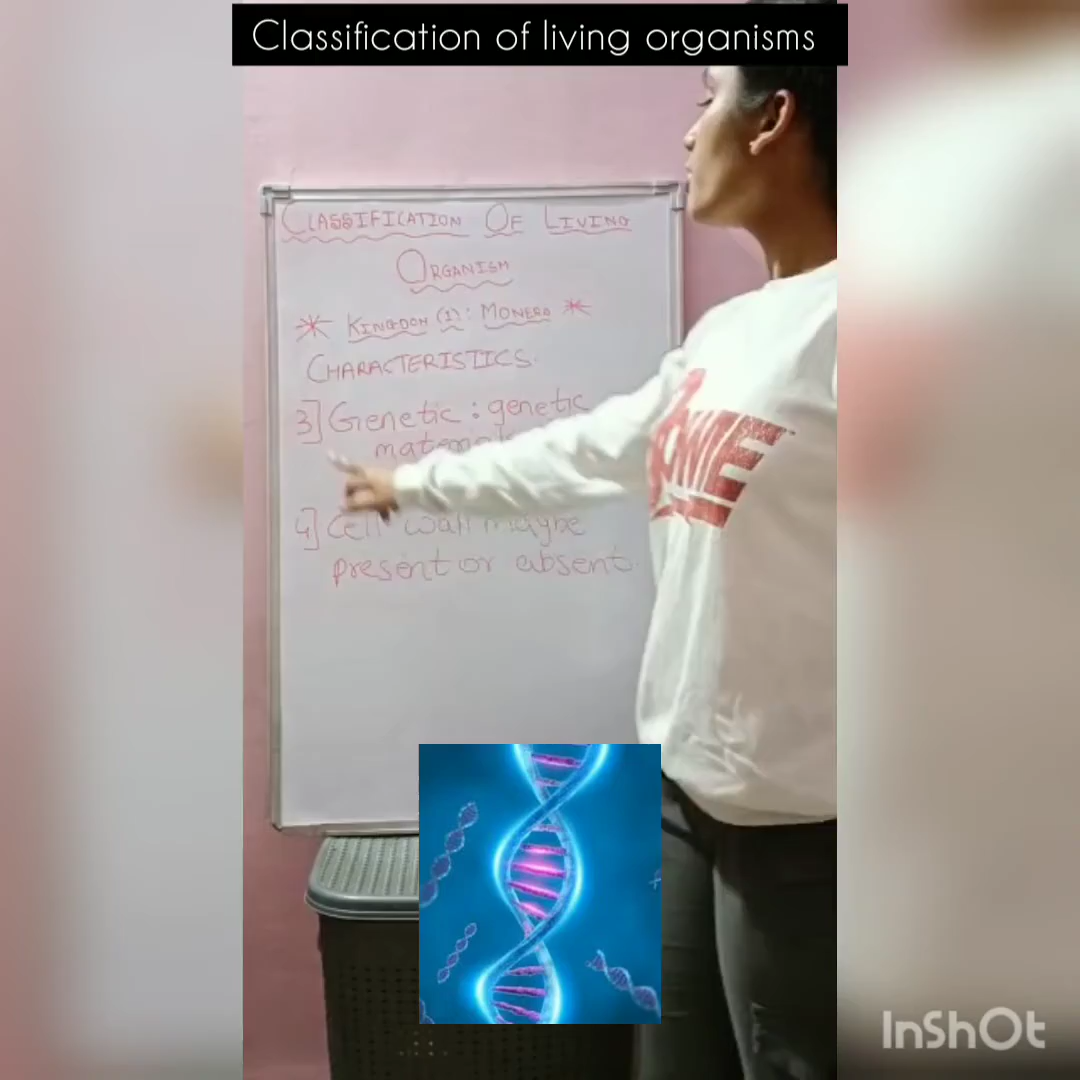 Classification of living organisms
CLASSIFICATION OF LIVING
ORGANISM
* KINGDOM (1): MONERA *
CHARACTERISTIICS.
3] Genetic : genetic
4] Cell wall maybe
present or absent.
InShOt